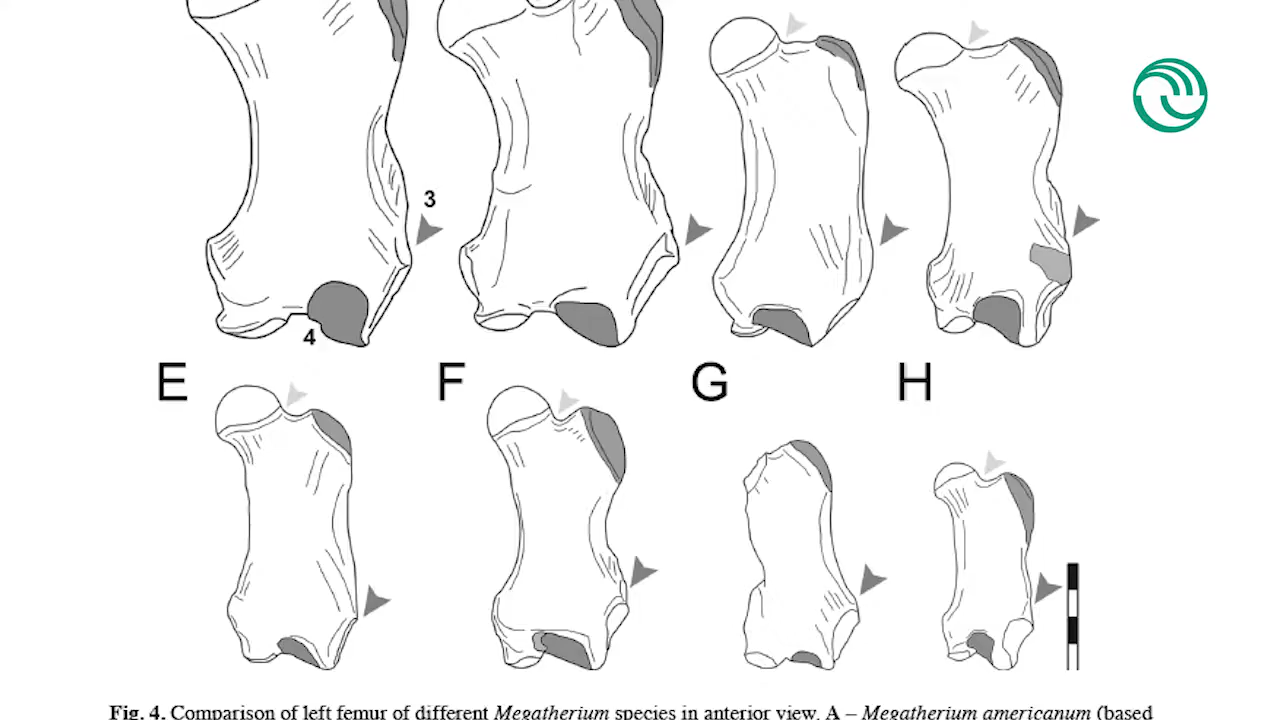 3
4
E F G H
Fig. 4. Comparison of left femur of different Megatherium species in anterior view. A – Megatherium americanum (based